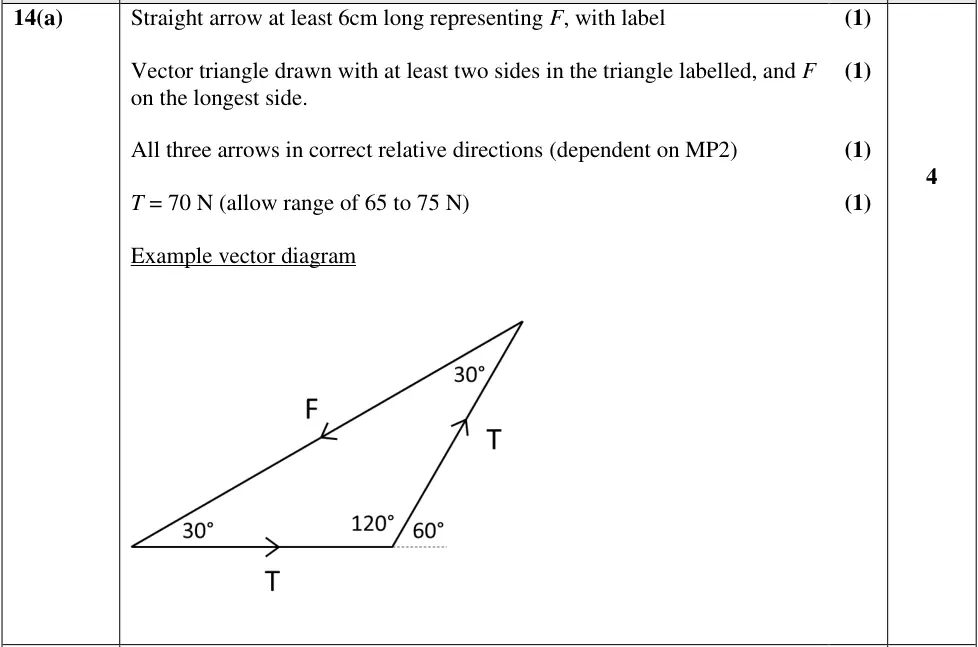 14(a) Straight arrow at least 6cm long representing F, with label (1)
Vector triangle drawn with at least two sides in the triangle labelled, and F (1)
on the longest side.
All three arrows in correct relative directions (dependent on MP2) (1)
4
T = 70 N (allow range of 65 to 75 N) (1)
Example vector diagram
30°
F
T
30° 120° 60°
T